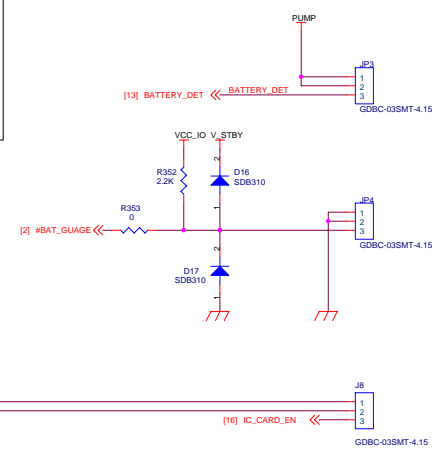 PUMP
JP3
1
2
3
[13] BATTERY_DET
BATTERY_DET
GDBC-03SMT-4.15
VCC_IO V_STBY
R352
2.2K
2
D16
SDB310
1
JP4
1
2
3
R353
0
[2] #BAT_GUAGE
GDBC-03SMT-4.15
2
D17
SDB310
1
J8
1
2
3
[16] IC_CARD_EN
GDBC-03SMT-4.15